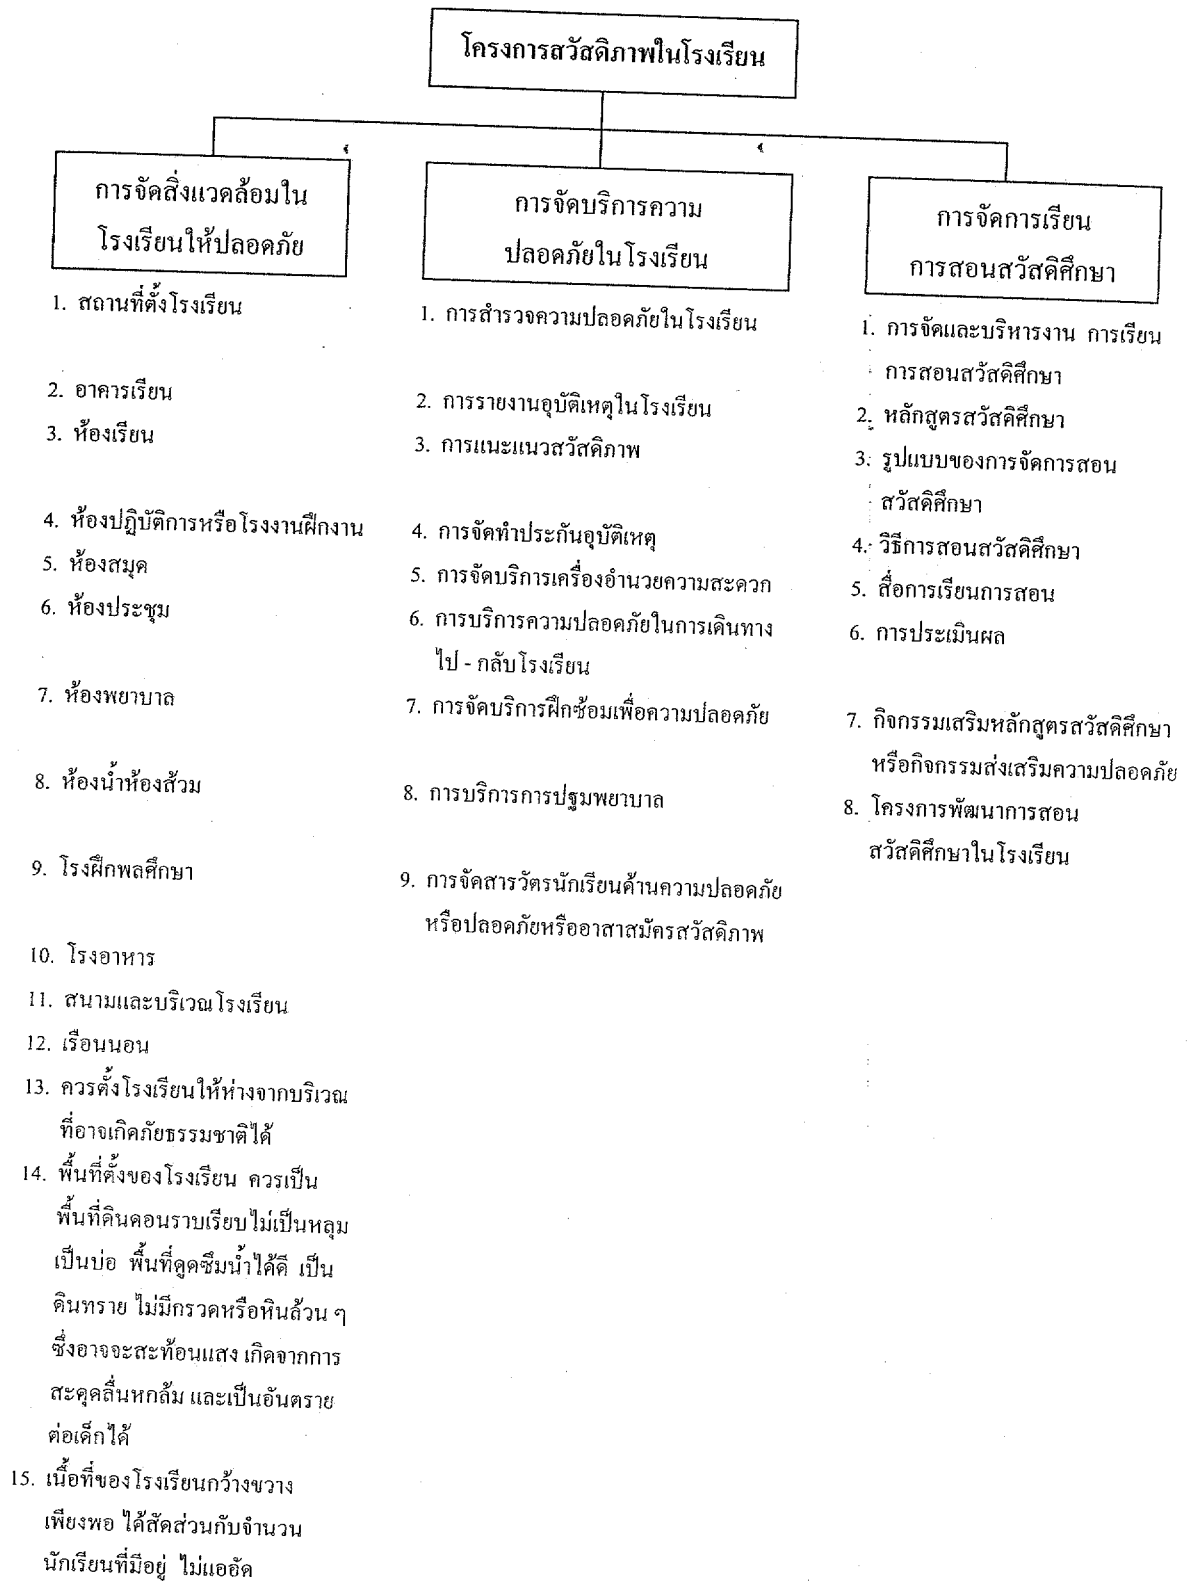 โครงการสวัสดิภาพในโรงเรียน
การจัดสิ่งแวดล้อมใน
โรงเรียนให้ปลอดภัย
1. สถานที่ตั้งโรงเรียน
2. อาคารเรียน
3. ห้องเรียน
4. ห้องปฏิบัติการหรือโรงงานฝึกงาน
5. ห้องสมุด
6. ห้องประชุม
7. ห้องพยาบาล
8. ห้องน้ำห้องส้วม
9. โรงฝึกพลศึกษา
10. โรงอาหาร
11. สนามและบริเวณโรงเรียน
12. เรือนนอน
13. ควรตั้งโรงเรียนให้ห่างจากบริเวณ
ที่อาจเกิดภัยธรรมชาติได้
14. พื้นที่ตั้งของโรงเรียน ควรเป็น
พื้นที่ดินดอนราบเรียบไม่เป็นหลุม
เป็นบ่อ พื้นที่ดูดซึมน้ำได้ดี เป็น
ดินทราย ไม่มีกรวดหรือหินล้วน ๆ
ซึ่งอาจจะสะท้อนแสง เกิดจากการ
สะดุดลื่นหกล้ม และเป็นอันตราย
ต่อเด็กได้
15. เนื้อที่ของโรงเรียนกว้างขวาง
เพียงพอ ได้สัดส่วนกับจำนวน
นักเรียนที่มีอยู่ ไม่แออัด
การจัดบริการความ
ปลอดภัยในโรงเรียน
1. การสำรวจความปลอดภัยในโรงเรียน
2. การรายงานอุบัติเหตุในโรงเรียน
3. การแนะแนวสวัสดิภาพ
4. การจัดทำประกันอุบัติเหตุ
5. การจัดบริการเครื่องอำนวยความสะดวก
6. การบริการความปลอดภัยในการเดินทาง
ไป - กลับโรงเรียน
7. การจัดบริการฝึกซ้อมเพื่อความปลอดภัย
8. การบริการการปฐมพยาบาล
9. การจัดสารวัตรนักเรียนด้านความปลอดภัย
หรือปลอดภัยหรืออาสาสมัครสวัสดิภาพ
การจัดการเรียน
การสอนสวัสดิศึกษา
1. การจัดและบริหารงาน การเรียน
การสอนสวัสดิศึกษา
2. หลักสูตรสวัสดิศึกษา
3. รูปแบบของการจัดการสอน
สวัสดิศึกษา
4. วิธีการสอนสวัสดิศึกษา
5. สื่อการเรียนการสอน
6. การประเมินผล
7. กิจกรรมเสริมหลักสูตรสวัสดิศึกษา
หรือกิจกรรมส่งเสริมความปลอดภัย
8. โครงการพัฒนาการสอน
สวัสดิศึกษาในโรงเรียน